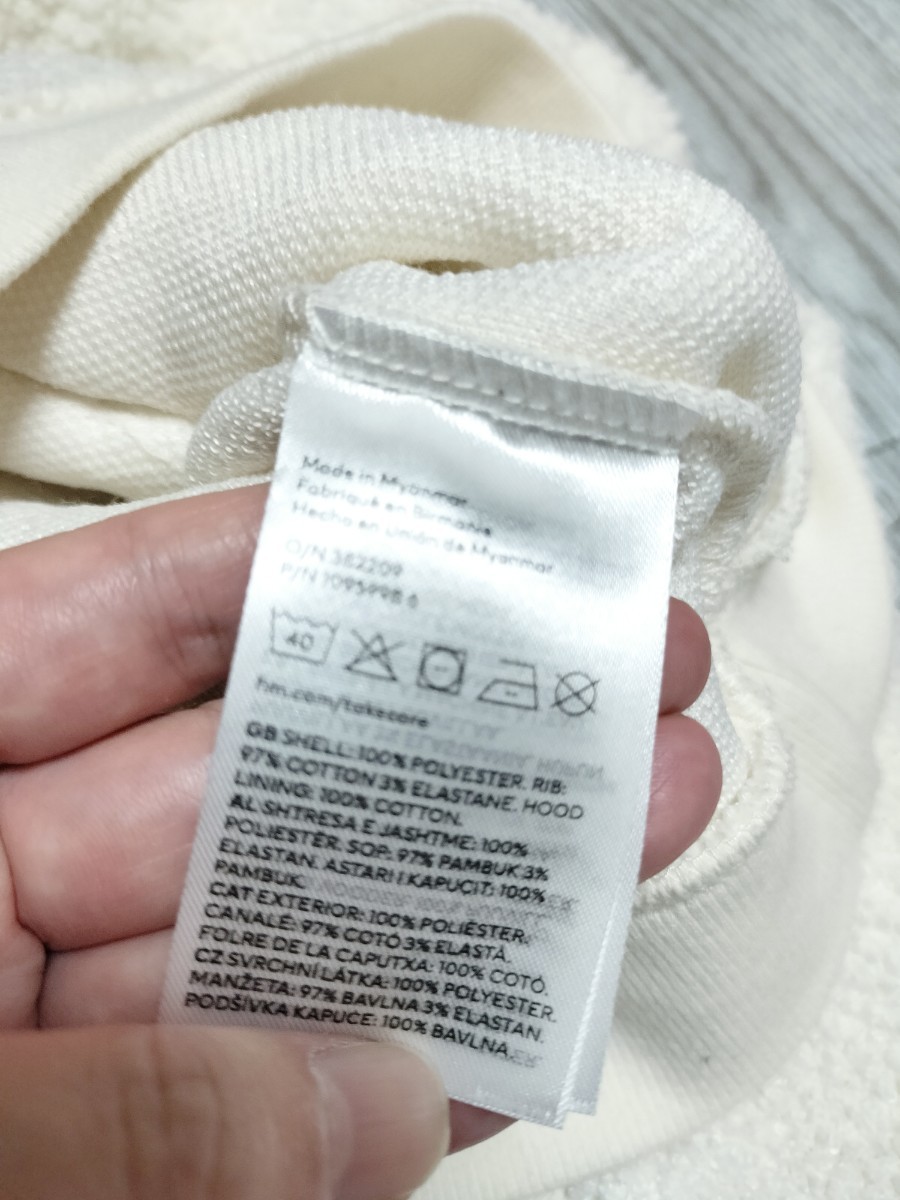 Made in Myanmar
Fabriqué en Birmanie
Hecho en Unión de Myanmar
O/N 382209
P/N
40
hm.com/takecare
GB SHELL: 100% POLYESTER. RIB:
97% COTTON 3% ELASTANE. HOOD
LINING: 100% COTTON.
AL SHTRESA E JASHTME: 100%
POLIESTËR. SOP: 97% PAMBUK 3%
ELASTAN. ASTARI I KAPUÇIT: 100%
PAMBUK.
CAT EXTERIOR: 100% POLIÈSTER.
CANALÉ: 97% COTÓ 3% ELASTÀ.
FOLRE DE LA CAPUTXA: 100% COTÓ.
CZ SVRCHNÍ LÁTKA: 100% POLYESTER.
MANŽETA: 97% BAVLNA 3% ELASTAN.
PODŠÍVKA KAPUCE: 100% BAVLNA.